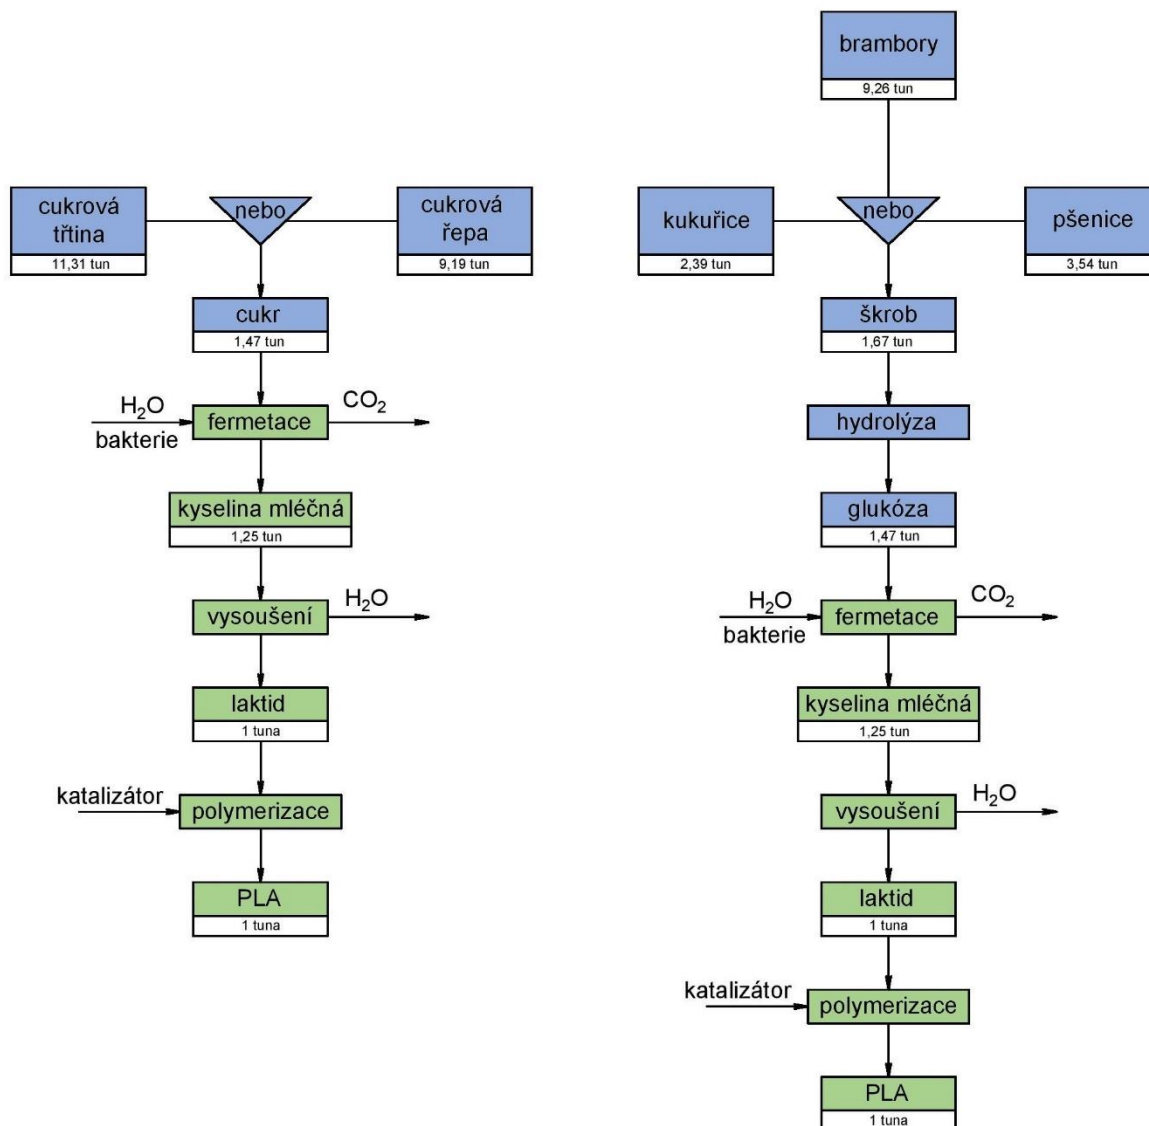 cukrová
třtina
11,31 tun
nebo
cukrová
řepa
9,19 tun
cukr
1,47 tun
H₂O
bakterie
fermetace
CO₂
kyselina mléčná
1,25 tun
vysoušení
H₂O
laktid
1 tuna
katalizátor
polymerizace
PLA
1 tuna
brambory
9,26 tun
kukuřice
2,39 tun
nebo
pšenice
3,54 tun
škrob
1,67 tun
hydrolýza
glukóza
1,47 tun
H₂O
bakterie
fermetace
CO₂
kyselina mléčná
1,25 tun
vysoušení
H₂O
laktid
1 tuna
katalizátor
polymerizace
PLA
1 tuna